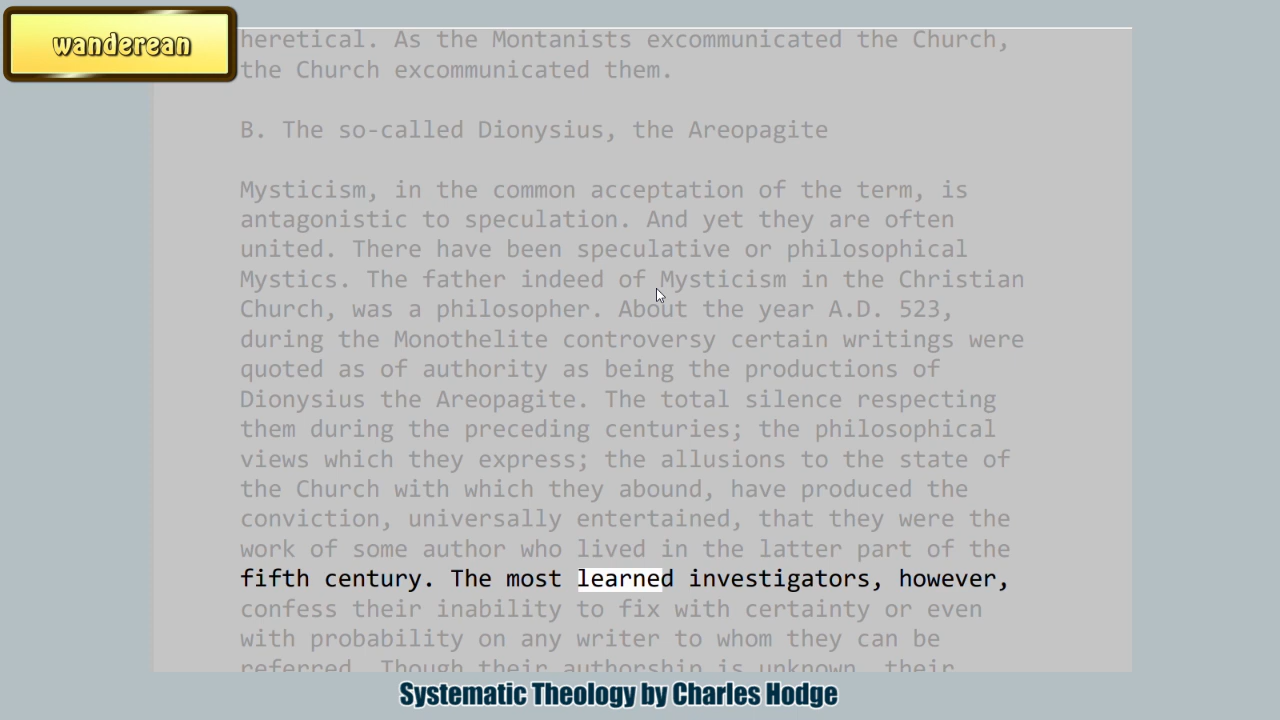 wanderean
heretical. As the Montanists excommunicated the Church,
the Church excommunicated them.
B. The so-called Dionysius, the Areopagite
Mysticism, in the common acceptation of the term, is
antagonistic to speculation. And yet they are often
united. There have been speculative or philosophical
Mystics. The father indeed of Mysticism in the Christian
Church, was a philosopher. About the year A.D. 523,
during the Monothelite controversy certain writings were
quoted as of authority as being the productions of
Dionysius the Areopagite. The total silence respecting
them during the preceding centuries; the philosophical
views which they express; the allusions to the state of
the Church with which they abound, have produced the
conviction, universally entertained, that they were the
work of some author who lived in the latter part of the
fifth century. The most learned investigators, however,
confess their inability to fix with certainty or even
with probability on any writer to whom they can be
referred. Though their authorship is unknown, their
Systematic Theology by Charles Hodge